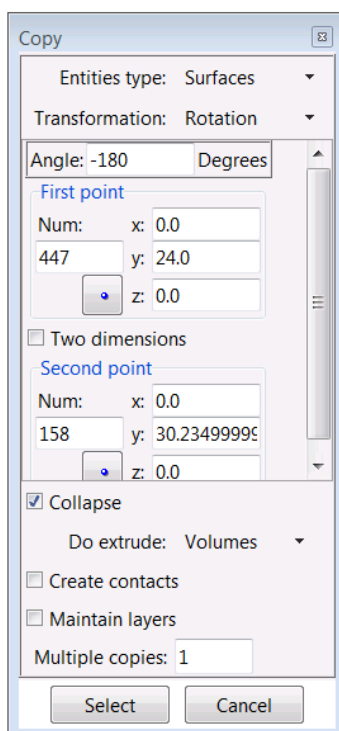 Copy
Entities type: Surfaces
Transformation: Rotation
Angle: -180 Degrees
First point
Num: x: 0.0
447 y: 24.0
z: 0.0
Two dimensions
Second point
Num: x: 0.0
158 y: 30.23499999
z: 0.0
Collapse
Do extrude: Volumes
Create contacts
Maintain layers
Multiple copies: 1
Select Cancel